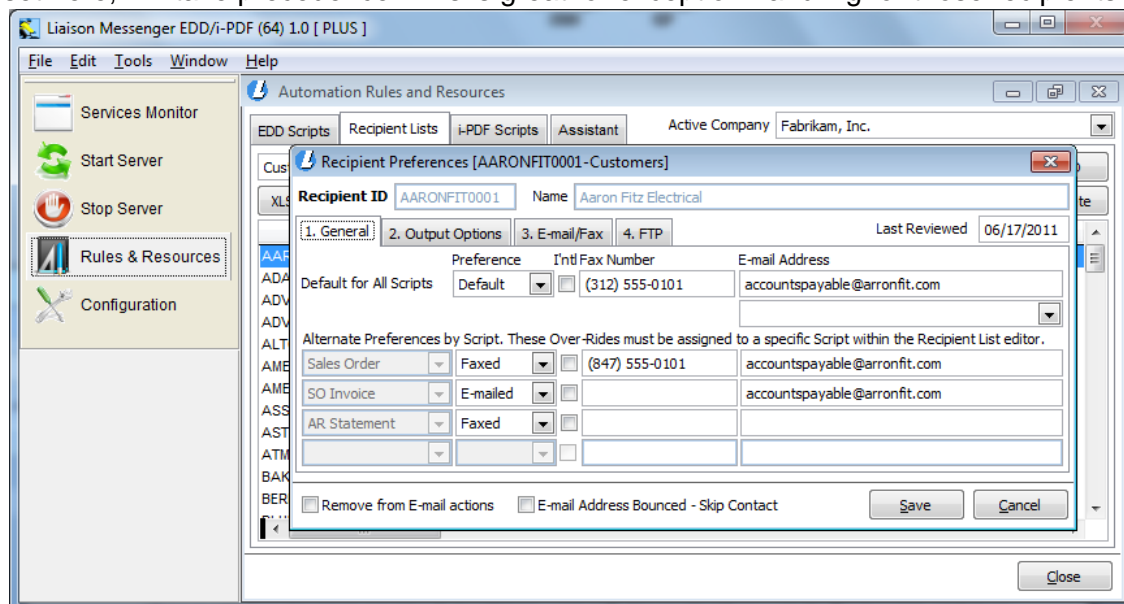 Liaison Messenger EDD/i-PDF (64) 1.0 [ PLUS ]
File Edit Tools Window Help
Services Monitor
Start Server
Stop Server
Rules & Resources
Configuration
Automation Rules and Resources
EDD Scripts Recipient Lists i-PDF Scripts Assistant Active Company Fabrikam, Inc.
Recipient Preferences [AARONFIT0001-Customers]
Recipient ID AARONFIT0001 Name Aaron Fitz Electrical
1. General 2. Output Options 3. E-mail/Fax 4. FTP Last Reviewed 06/17/2011
Preference I'ntl Fax Number E-mail Address
Default for All Scripts Default (312) 555-0101 accountspayable@arronfit.com
Alternate Preferences by Script. These Over-Rides must be assigned to a specific Script within the Recipient List editor.
Sales Order Faxed (847) 555-0101 accountspayable@arronfit.com
SO Invoice E-mailed accountspayable@arronfit.com
AR Statement Faxed
Remove from E-mail actions E-mail Address Bounced - Skip Contact Save Cancel
AAR
ADA
ADV
ADV
ALT
AME
AME
ASS
AST
ATM
BAK
BER
Close